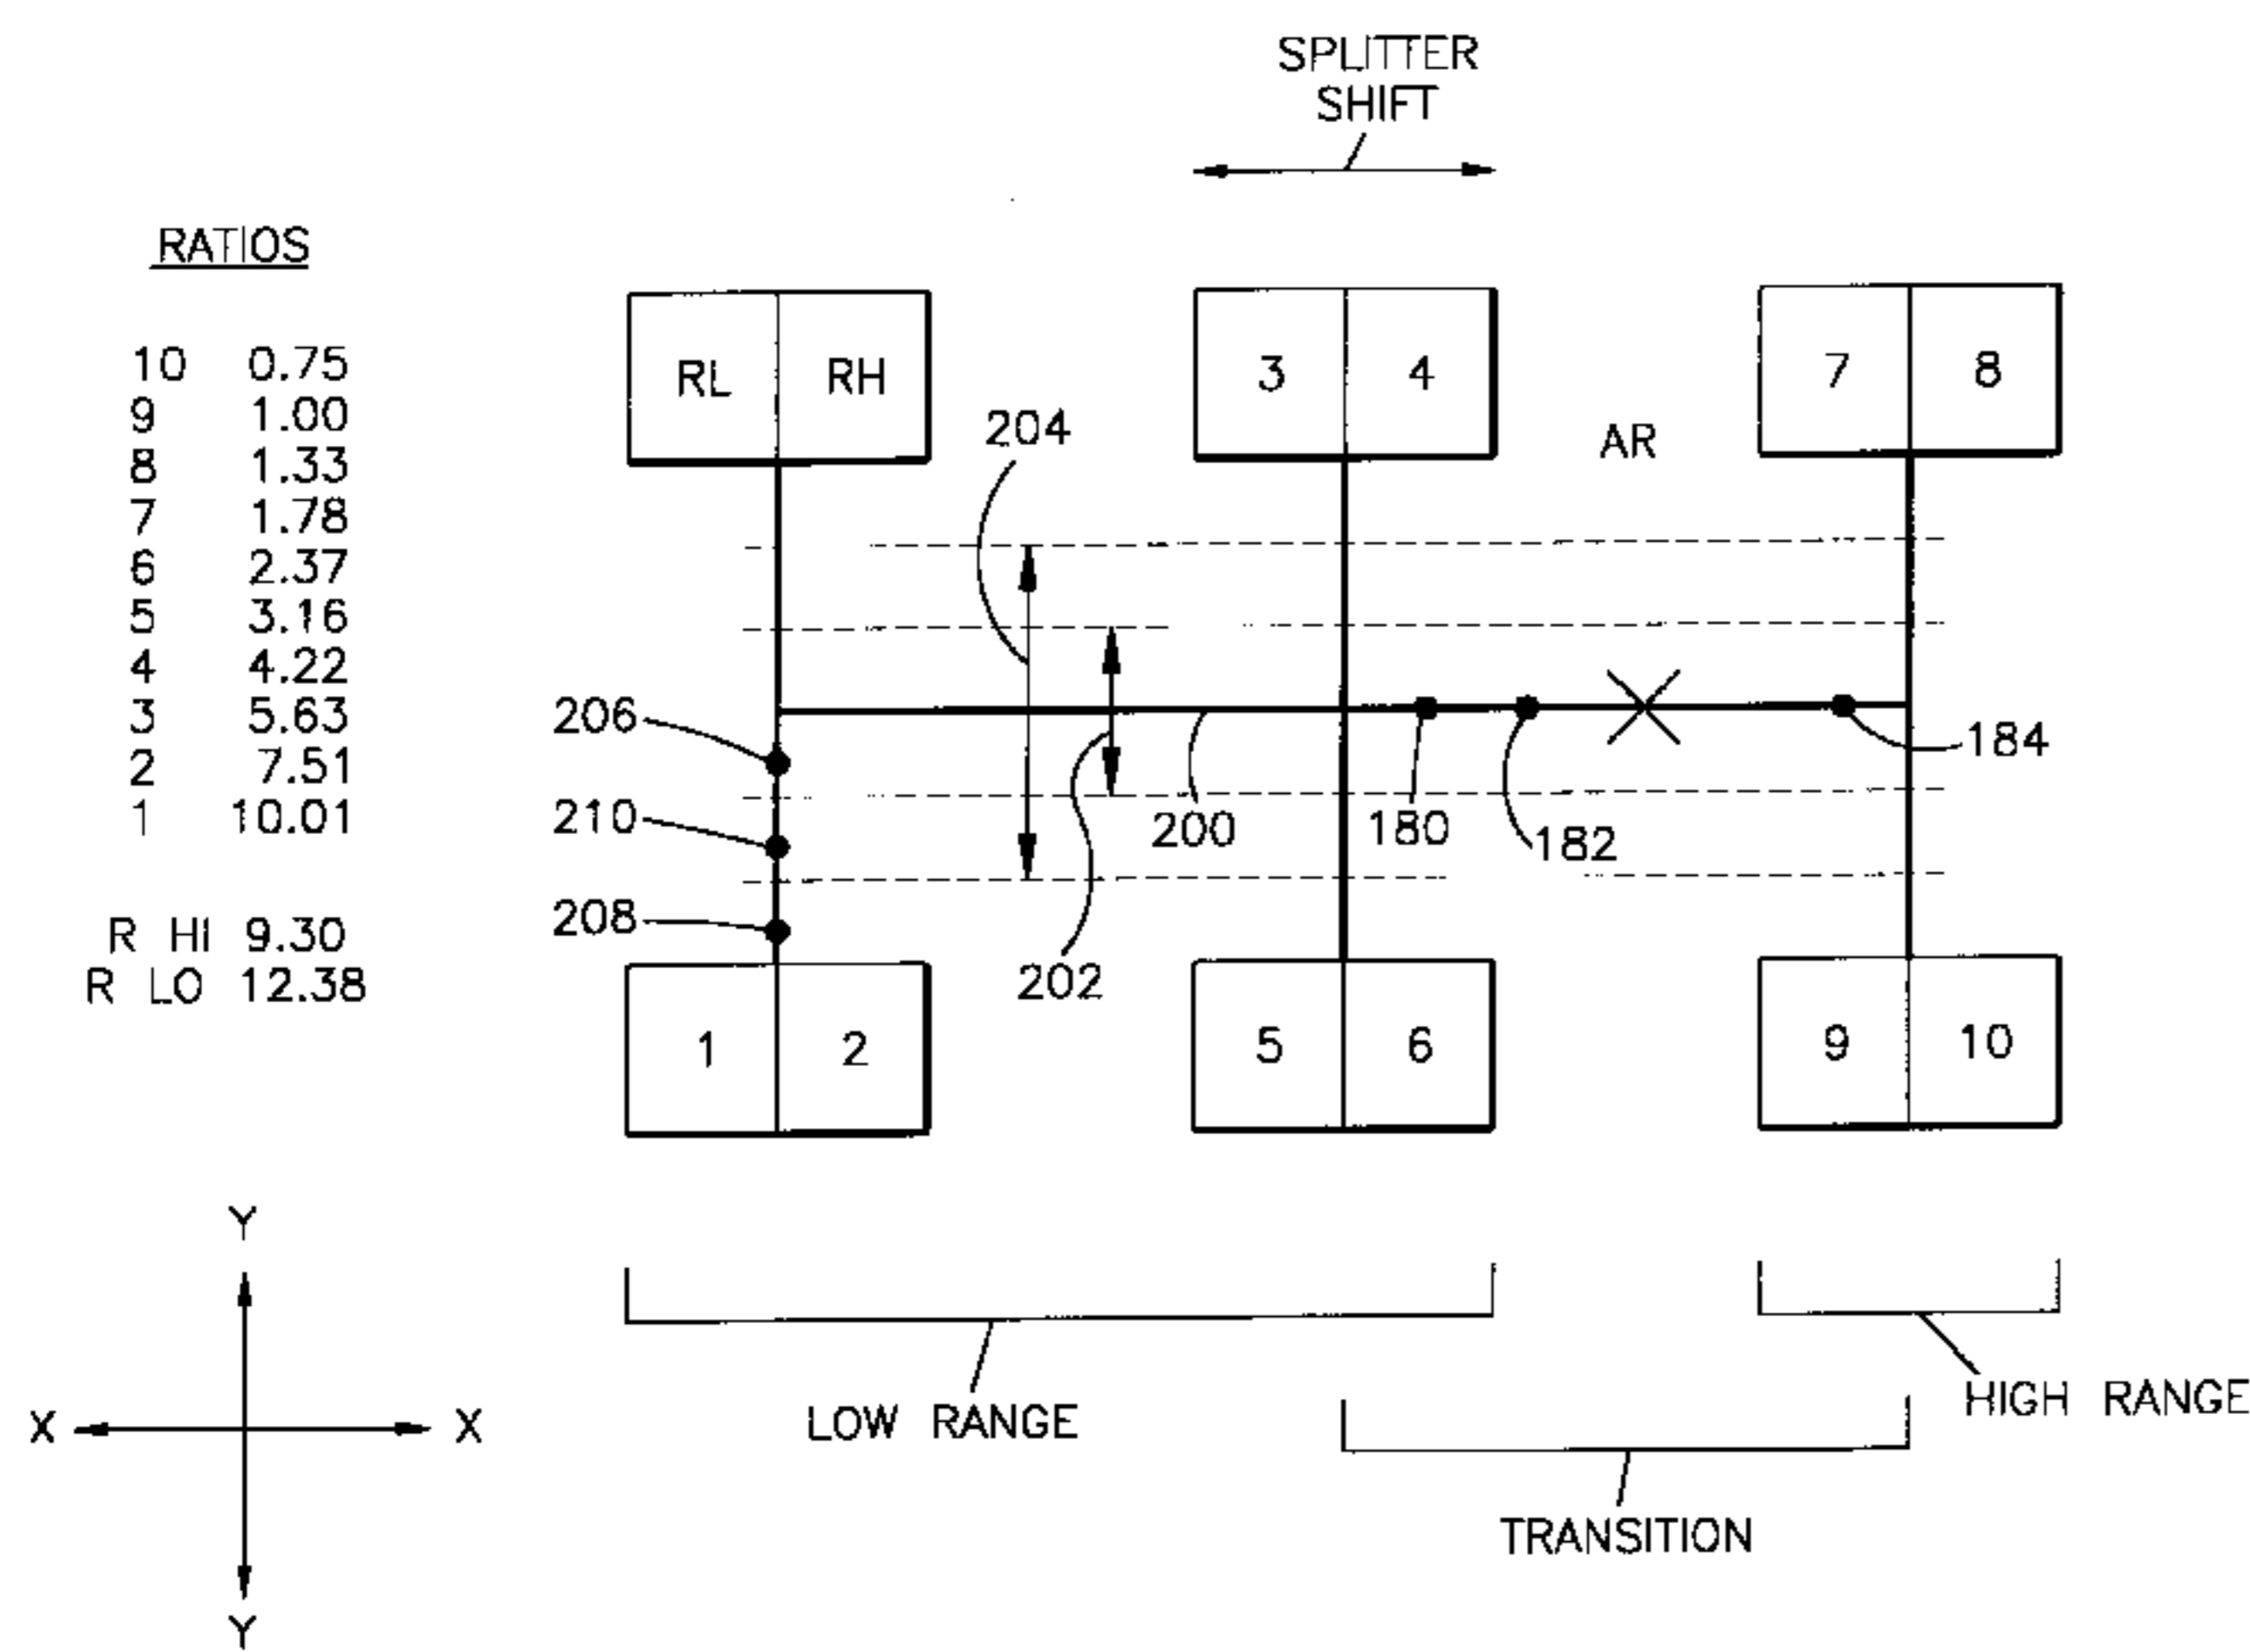 SPLITTER
SHIFT
RATIOS
10 0.75
9 1.00
8 1.33
7 1.78
6 2.37
5 3.16
4 4.22
3 5.63
2 7.51
1 10.01
R HI 9.30
R LO 12.38
RL RH
3 4
7 8
204
AR
206
184
210
200
180
182
208
202
1 2
5 6
9 10
Y
X X
Y
LOW RANGE
HIGH RANGE
TRANSITION